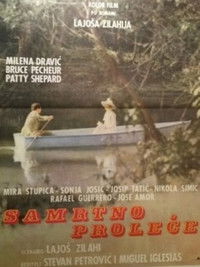 KOLOR FILM
PO ROMANU
LAJOŠA ZILAHIJA
MILENA DRAVIĆ
BRUCE PECHEUR
PATTY SHEPARD
MIRA STUPICA - SONJA JOSIĆ - JOSIP TATIĆ - NIKOLA SIMIĆ
RAFAEL GUERRERO - JOSE AMOR
SAMRTNO
PROLEĆE
SCENARIO LAJOŠ ZILAHI
STEVAN PETROVIĆ I MIGUEL IGLESIAS